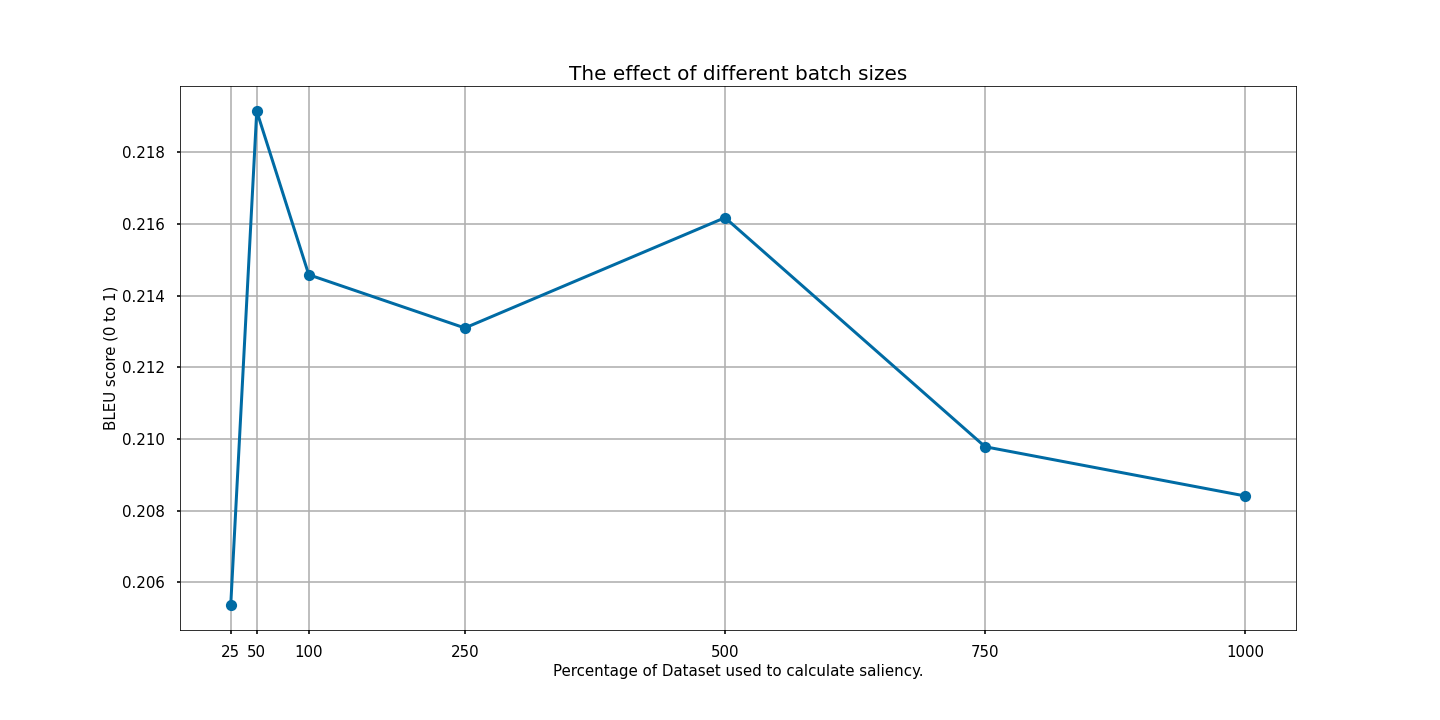 The effect of different batch sizes
BLEU score (0 to 1)
0.218
0.216
0.214
0.212
0.210
0.208
0.206
25 50 100 250 500 750 1000
Percentage of Dataset used to calculate saliency.